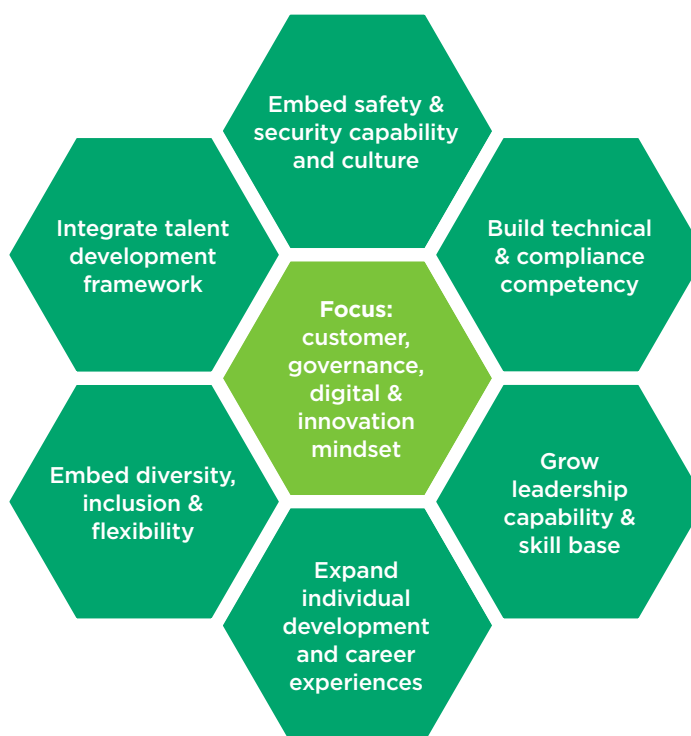 Embed safety &
security capability
and culture
Integrate talent
development
framework
Build technical
& compliance
competency
Focus:
customer,
governance,
digital &
innovation
mindset
Embed diversity,
inclusion &
flexibility
Grow
leadership
capability &
skill base
Expand
individual
development
and career
experiences